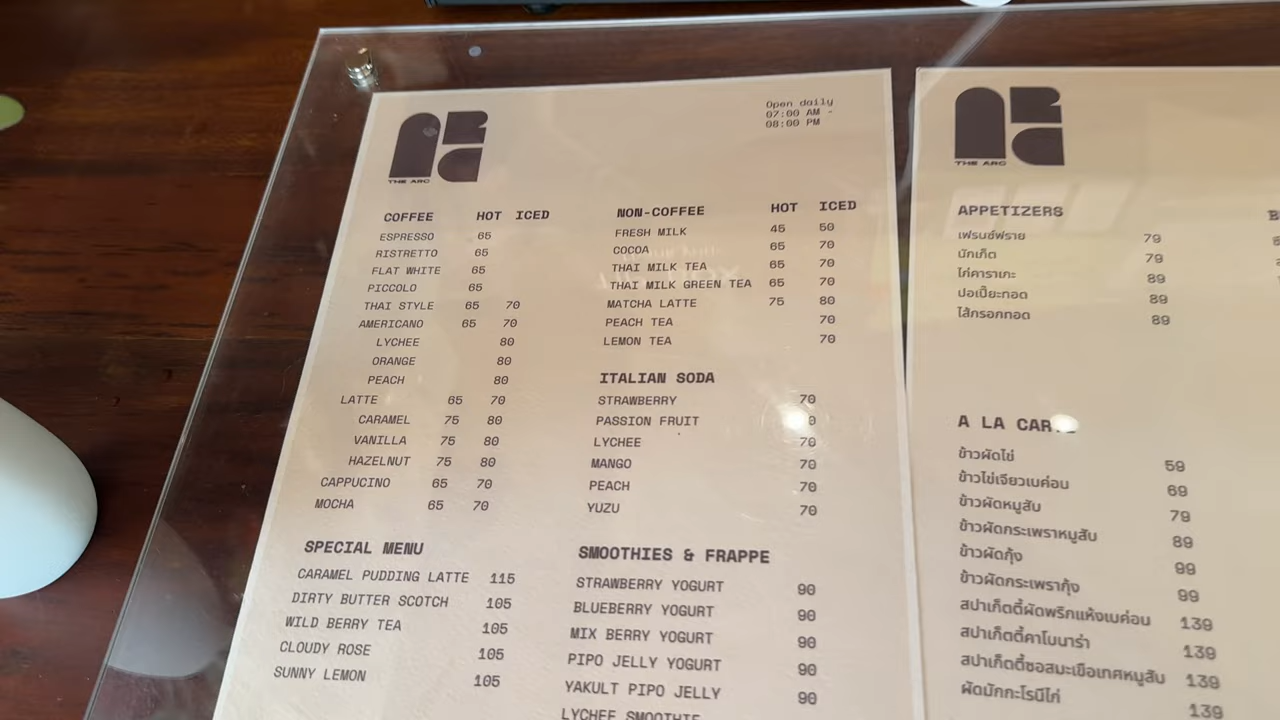 THE ARC
Open daily
07:00 AM -
08:00 PM
COFFEE HOT ICED
ESPRESSO 65
RISTRETTO 65
FLAT WHITE 65
PICCOLO 65
THAI STYLE 65 70
AMERICANO 65 70
LYCHEE 80
ORANGE 80
PEACH 80
LATTE 65 70
CARAMEL 75 80
VANILLA 75 80
HAZELNUT 75 80
CAPPUCINO 65 70
MOCHA 65 70
SPECIAL MENU
CARAMEL PUDDING LATTE 115
DIRTY BUTTER SCOTCH 105
WILD BERRY TEA 105
CLOUDY ROSE 105
SUNNY LEMON 105
NON-COFFEE HOT ICED
FRESH MILK 45 50
COCOA 65 70
THAI MILK TEA 65 70
THAI MILK GREEN TEA 65 70
MATCHA LATTE 75 80
PEACH TEA 70
LEMON TEA 70
ITALIAN SODA
STRAWBERRY 70
PASSION FRUIT
LYCHEE 70
MANGO 70
PEACH 70
YUZU 70
SMOOTHIES & FRAPPE
STRAWBERRY YOGURT 90
BLUEBERRY YOGURT 90
MIX BERRY YOGURT 90
PIPO JELLY YOGURT 90
YAKULT PIPO JELLY 90
LYCHEE SMOOTHIE
THE ARC
APPETIZERS
เฟรนช์ฟราย 79
นักเก็ต 79
ไก่คาราเกะ 89
ปอเปี๊ยะทอด 89
ไส้กรอกทอด 89
A LA
ข้าวผัดไข่ 59
ข้าวไข่เจียวเบค่อน 69
ข้าวผัดหมูสับ 79
ข้าวผัดกระเพราหมูสับ 89
ข้าวผัดกุ้ง 99
ข้าวผัดกระเพรากุ้ง 99
สปาเก็ตตี้ผัดพริกแห้งเบค่อน 139
สปาเก็ตตี้คาโบนาร่า 139
สปาเก็ตตี้ซอสมะเขือเทศหมูสับ 139
ผัดมักกะโรนีไก่ 139